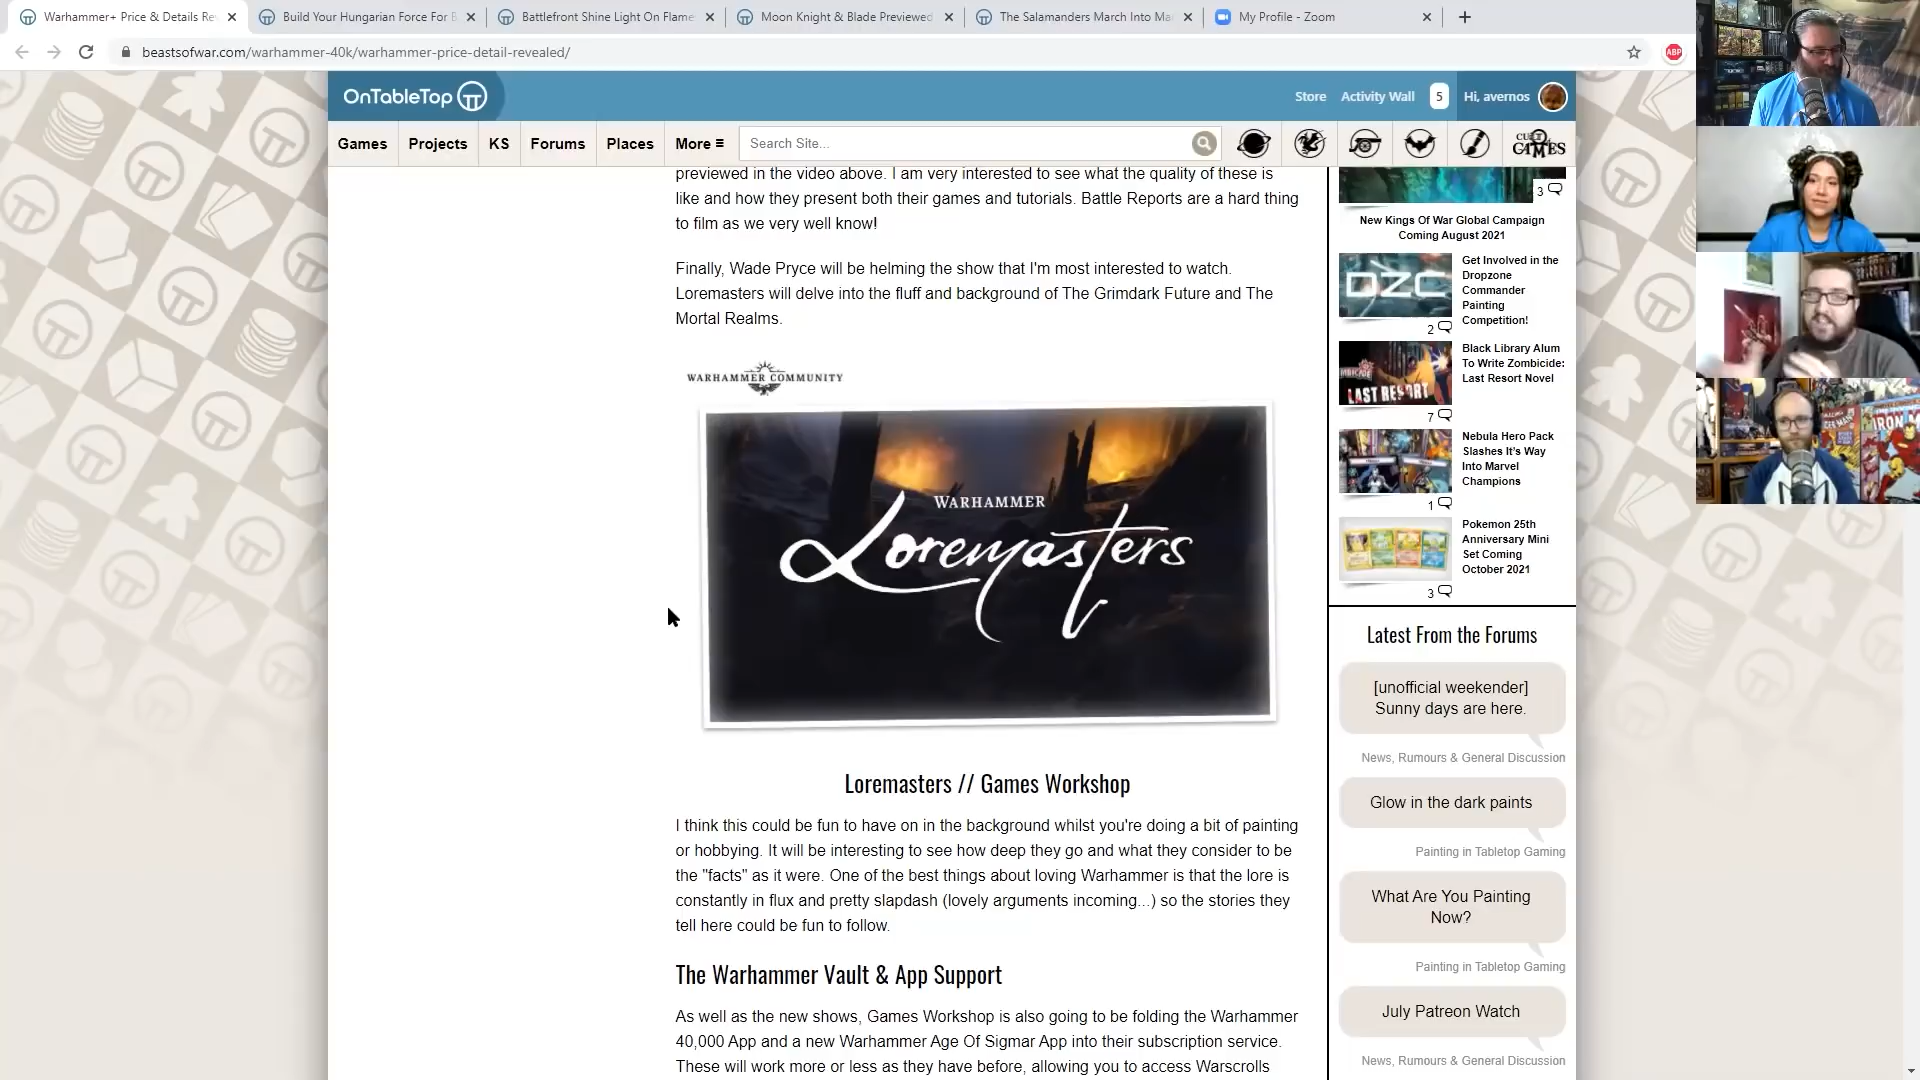 Warhammer+ Price & Details Re
Build Your Hungarian Force For B
Battlefront Shine Light On Flame
Moon Knight & Blade Previewed
The Salamanders March Into Ma
My Profile - Zoom
beastsofwar.com/warhammer-40k/warhammer-price-detail-revealed/
ABP
OnTableTop
Store
Activity Wall
5
Hi, avernos
Games
Projects
KS
Forums
Places
More ≡
Search Site...
CULT OF GAMES
previewed in the video above. I am very interested to see what the quality of these is
like and how they present both their games and tutorials. Battle Reports are a hard thing
to film as we very well know!
Finally, Wade Pryce will be helming the show that I'm most interested to watch.
Loremasters will delve into the fluff and background of The Grimdark Future and The
Mortal Realms.
WARHAMMER COMMUNITY
WARHAMMER
Loremasters
Loremasters // Games Workshop
I think this could be fun to have on in the background whilst you're doing a bit of painting
or hobbying. It will be interesting to see how deep they go and what they consider to be
the "facts" as it were. One of the best things about loving Warhammer is that the lore is
constantly in flux and pretty slapdash (lovely arguments incoming...) so the stories they
tell here could be fun to follow.
The Warhammer Vault & App Support
As well as the new shows, Games Workshop is also going to be folding the Warhammer
40,000 App and a new Warhammer Age Of Sigmar App into their subscription service.
These will work more or less as they have before, allowing you to access Warscrolls
3
New Kings Of War Global Campaign
Coming August 2021
DZC
Get Involved in the
Dropzone
Commander
Painting
Competition!
2
LAST RESORT
Black Library Alum
To Write Zombicide:
Last Resort Novel
7
Nebula Hero Pack
Slashes It's Way
Into Marvel
Champions
1
Pokemon 25th
Anniversary Mini
Set Coming
October 2021
3
Latest From the Forums
[unofficial weekender]
Sunny days are here.
News, Rumours & General Discussion
Glow in the dark paints
Painting in Tabletop Gaming
What Are You Painting
Now?
Painting in Tabletop Gaming
July Patreon Watch
News, Rumours & General Discussion
IRON M